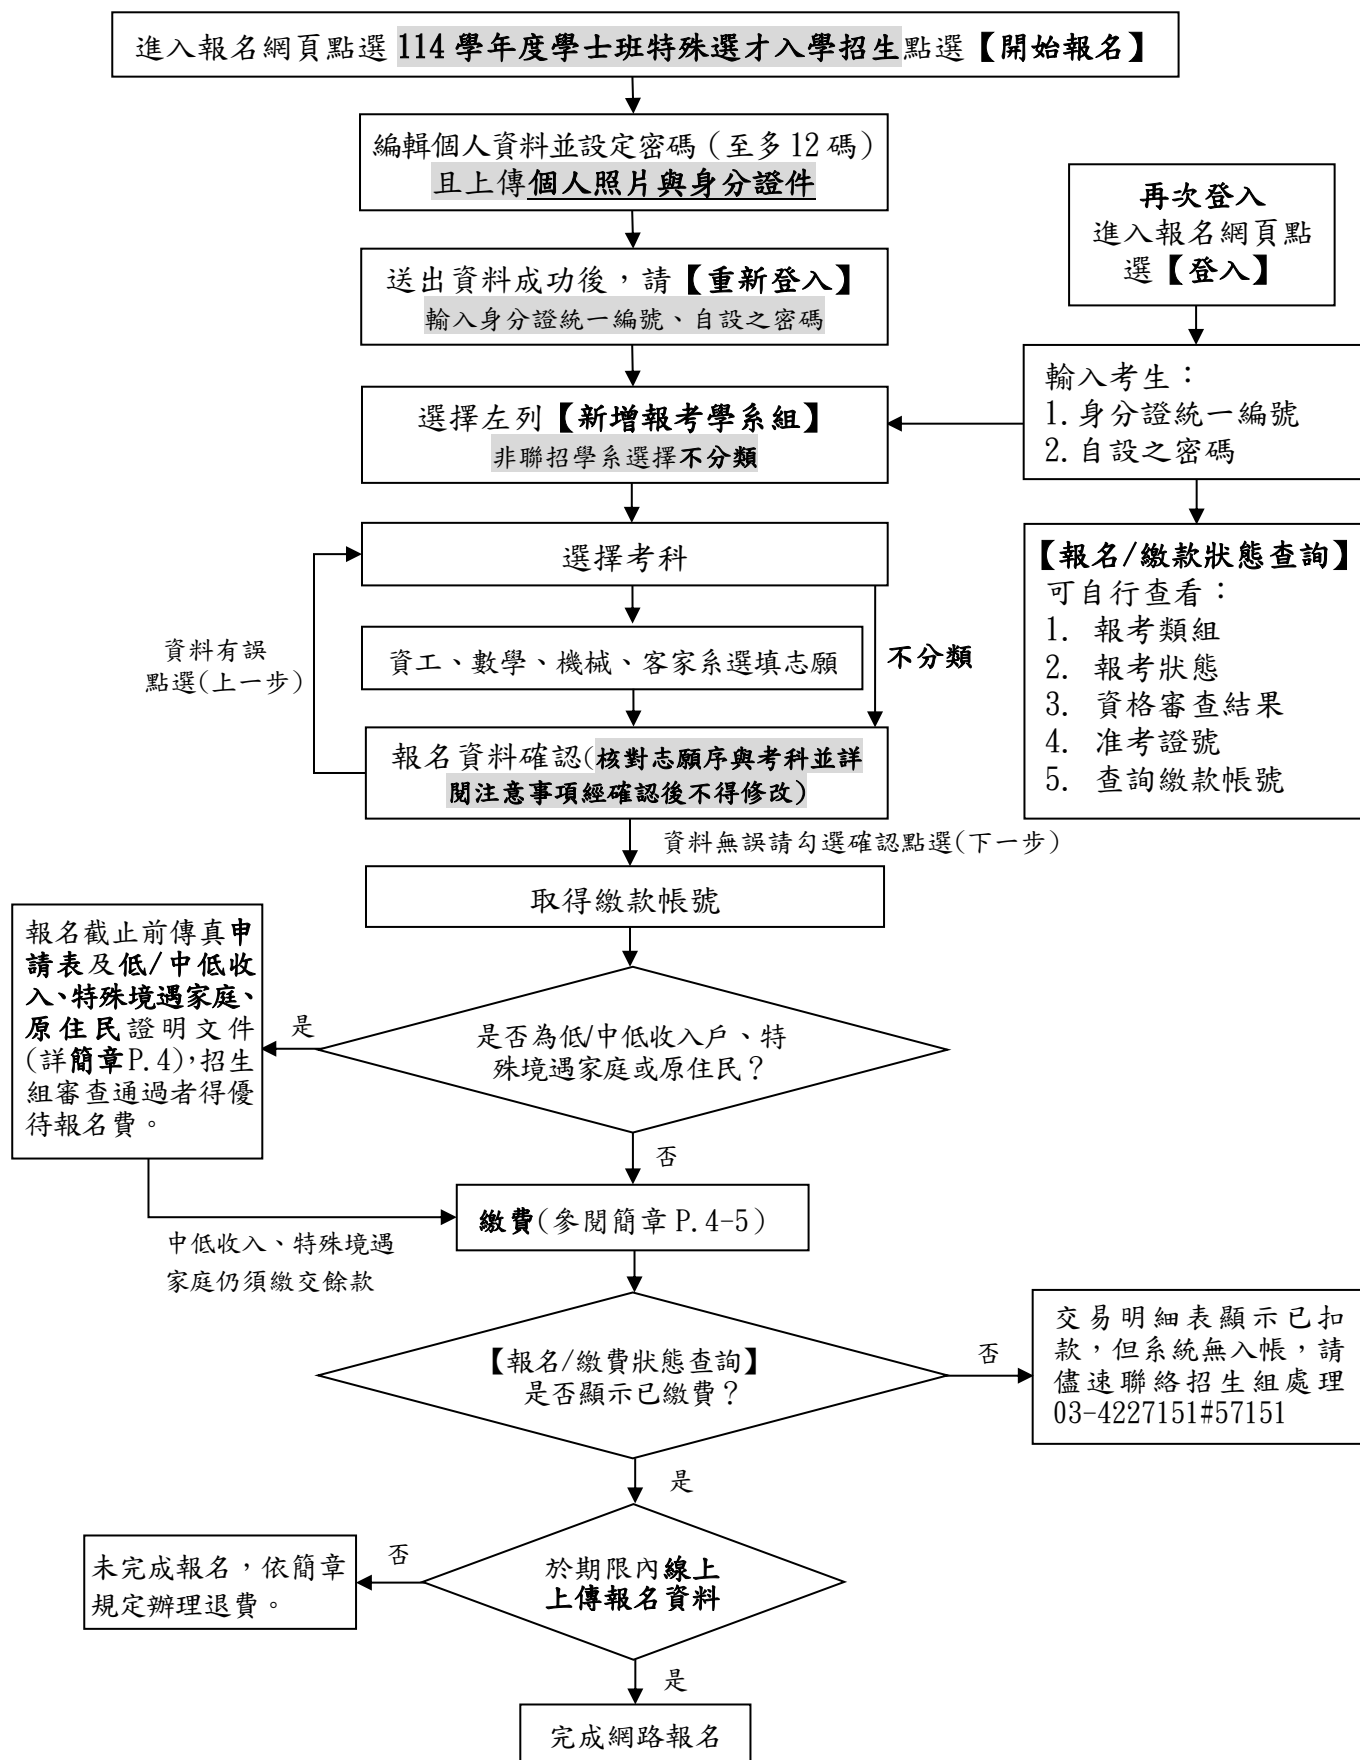 進入報名網頁點選 114 學年度學士班特殊選才入學招生點選【開始報名】
編輯個人資料並設定密碼（至多 12 碼）
且上傳個人照片與身分證件
送出資料成功後，請【重新登入】
輸入身分證統一編號、自設之密碼
再次登入
進入報名網頁點
選【登入】
輸入考生：
1. 身分證統一編號
2. 自設之密碼
選擇左列【新增報考學系組】
非聯招學系選擇不分類
【報名/繳款狀態查詢】
可自行查看：
1. 報考類組
2. 報考狀態
3. 資格審查結果
4. 准考證號
5. 查詢繳款帳號
選擇考科
資料有誤
點選(上一步)
資工、數學、機械、客家系選填志願
不分類
報名資料確認(核對志願序與考科並詳
閱注意事項經確認後不得修改)
資料無誤請勾選確認點選(下一步)
取得繳款帳號
報名截止前傳真申
請表及低/中低收
入、特殊境遇家庭、
原住民證明文件
(詳簡章 P.4)，招生
組審查通過者得優
待報名費。
是
是否為低/中低收入戶、特
殊境遇家庭或原住民？
否
繳費(參閱簡章 P.4-5)
中低收入、特殊境遇
家庭仍須繳交餘款
【報名/繳費狀態查詢】
是否顯示已繳費？
否
交易明細表顯示已扣
款，但系統無入帳，請
儘速聯絡招生組處理
03-4227151#57151
是
於期限內線上
上傳報名資料
否
未完成報名，依簡章
規定辦理退費。
是
完成網路報名